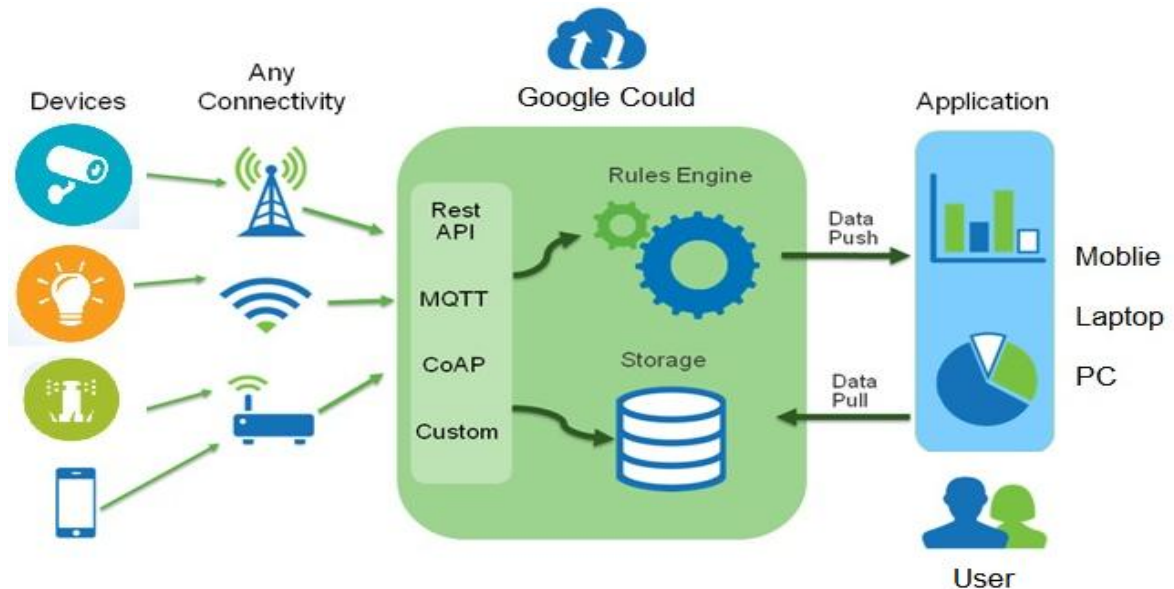 Devices
Any
Connectivity
Google Could
Application
Rest
API
MQTT
CoAP
Custom
Rules Engine
Storage
Data
Push
Data
Pull
Moblie
Laptop
PC
User